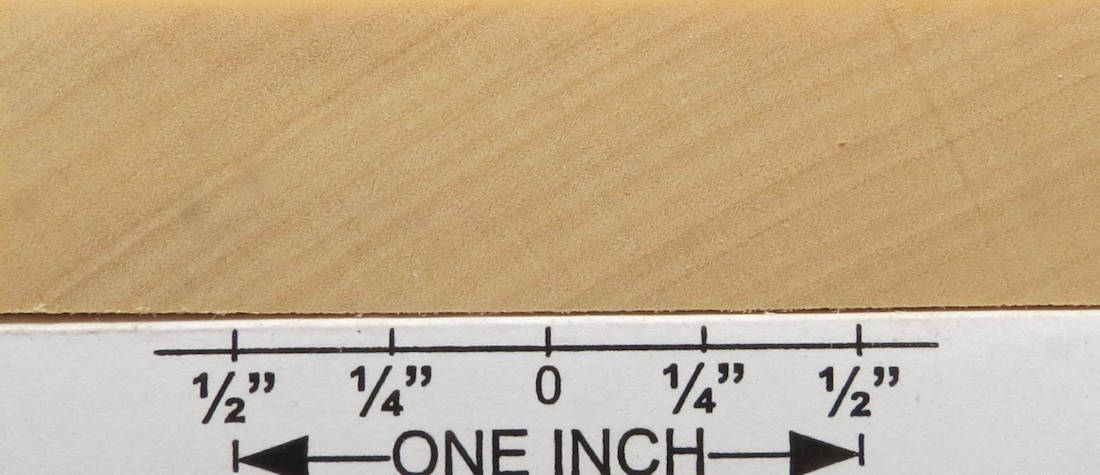 ½” ¼” 0 ¼” ½”
ONE INCH